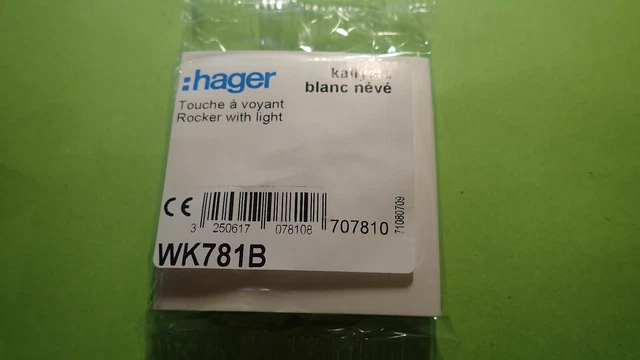 :hager
blanc névé
Touche à voyant
Rocker with light
CE
3 250617 078108
707810
71080709
WK781B